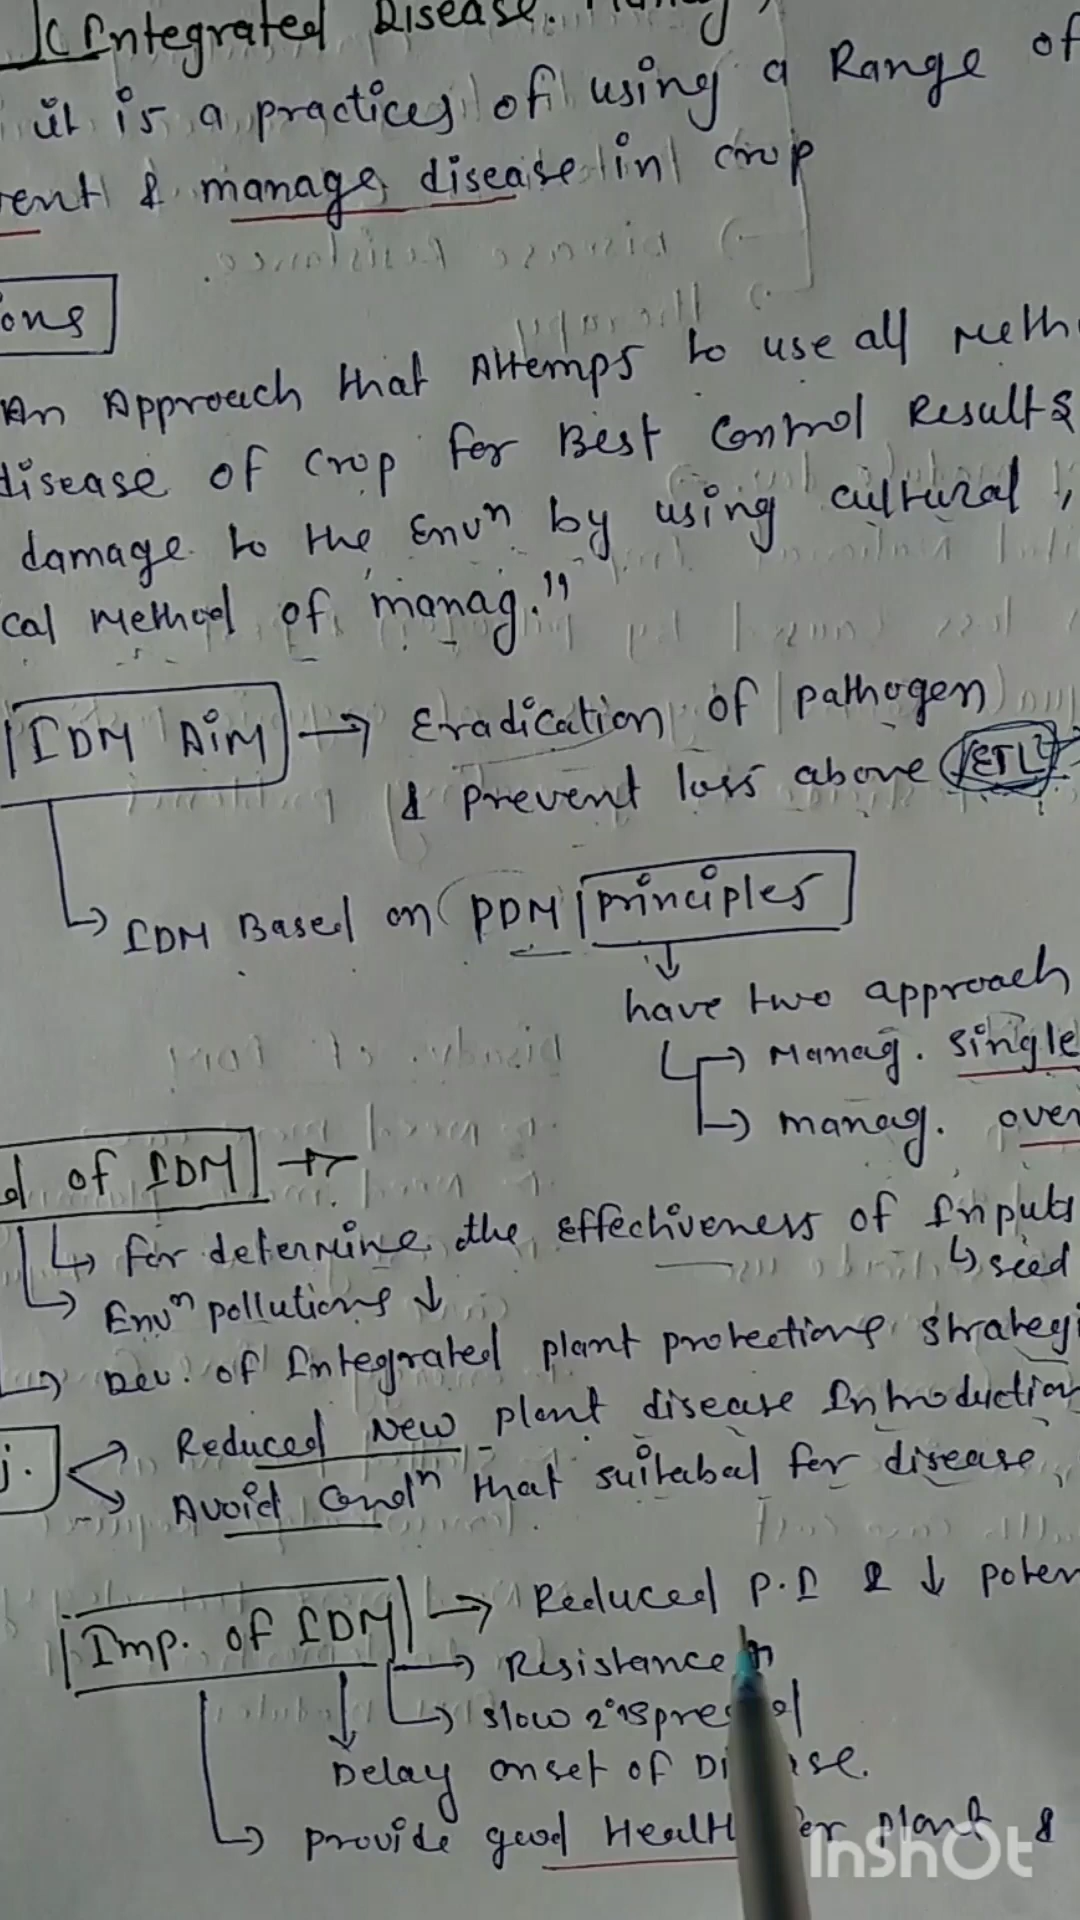 Integrated Disease. Manag
it is a practices of using a Range of
rent & manage disease in crop
ons
An Approach that Attemps to use all Meth
disease of crop for Best Control Results
damage to the Envⁿ by using cultural,
cal Method of manag."
IDM AiM → Eradication of pathogen
& prevent loss above ETL
↳ IDM Based on PDM principles
↓
have two approach
↳ Manag. single
↳ manag. over
d of IDM →
↳ for determine the effectiveness of Inputs
↳ seed
↳ Envⁿ pollutions ↓
↳ Dev. of Integrated plant protections strategi
j. Reduced New plant disease Introduction
Avoid Condⁿ that suitabal for disease,
Imp. of IDM → Reduced P.I & ↓ poten
→ Resistance
↳ slow 2°
Delay onset of
↳ provide good plant &
InShOt